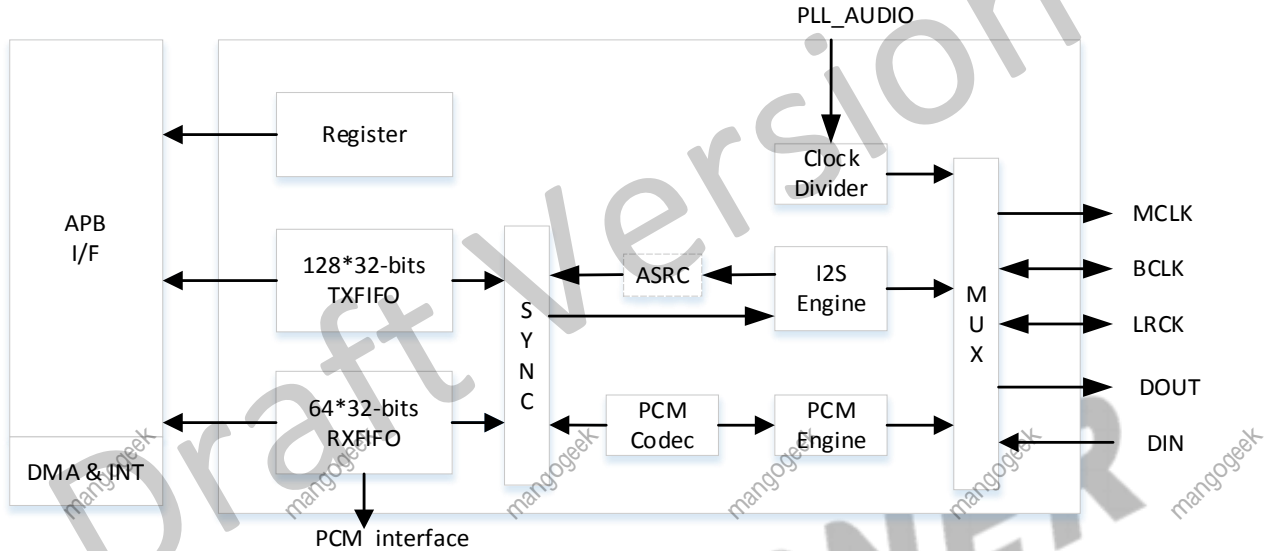 PLL_AUDIO
Register
Clock
Divider
APB
I/F
128*32-bits
TXFIFO
S
Y
N
C
ASRC
I2S
Engine
M
U
X
MCLK
BCLK
LRCK
DOUT
DIN
64*32-bits
RXFIFO
PCM
Codec
PCM
Engine
DMA & INT
PCM interface
Draft Version
mangogeek
mangogeek
mangogeek
mangogeek
mangogeek
mangogeek